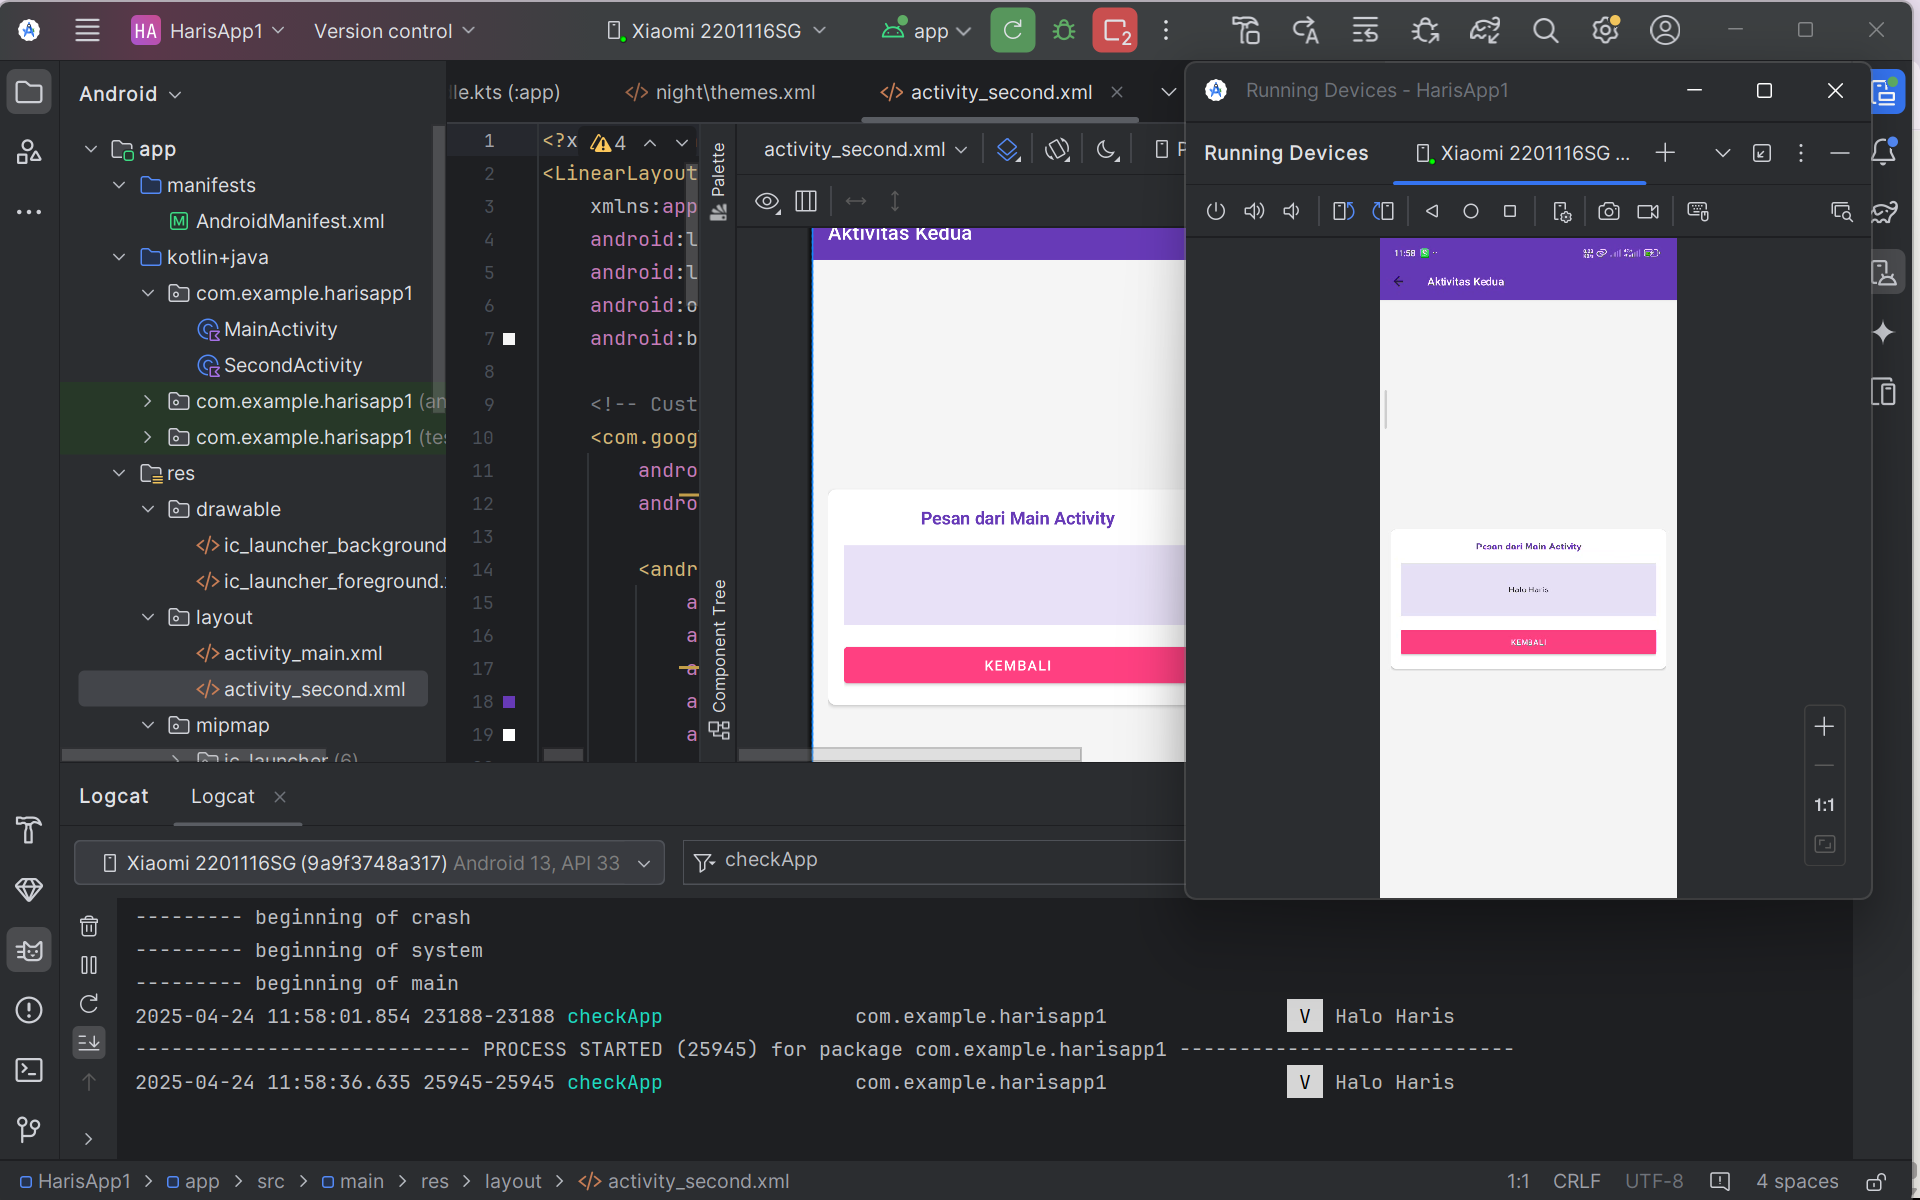 HA HarisApp1 Version control Xiaomi 2201116SG app 2
Android
app
manifests
AndroidManifest.xml
kotlin+java
com.example.harisapp1
MainActivity
SecondActivity
com.example.harisapp1 (an
com.example.harisapp1 (tes
res
drawable
ic_launcher_background
ic_launcher_foreground.
layout
activity_main.xml
activity_second.xml
mipmap
ic_launcher (6)
le.kts (:app) night\themes.xml activity_second.xml
1 <?x 4
2 <LinearLayout
3 xmlns:app
4 android:l
5 android:l
6 android:o
7 android:b
8
9 <!-- Cust
10 <com.goog
11 andro
12 andro
13
14 <andr
15 a
16 a
17 a
18 a
19 a
Palette
Component Tree
activity_second.xml P
Aktivitas Kedua
Pesan dari Main Activity
KEMBALI
Running Devices - HarisApp1
Running Devices Xiaomi 2201116SG ...
11:58
Aktivitas Kedua
Pesan dari Main Activity
Halo Haris
KEMBALI
1:1
Logcat Logcat
Xiaomi 2201116SG (9a9f3748a317) Android 13, API 33 checkApp
--------- beginning of crash
--------- beginning of system
--------- beginning of main
2025-04-24 11:58:01.854 23188-23188 checkApp com.example.harisapp1 V Halo Haris
---------------------------- PROCESS STARTED (25945) for package com.example.harisapp1 ----------------------------
2025-04-24 11:58:36.635 25945-25945 checkApp com.example.harisapp1 V Halo Haris
HarisApp1 > app > src > main > res > layout > activity_second.xml 1:1 CRLF UTF-8 4 spaces